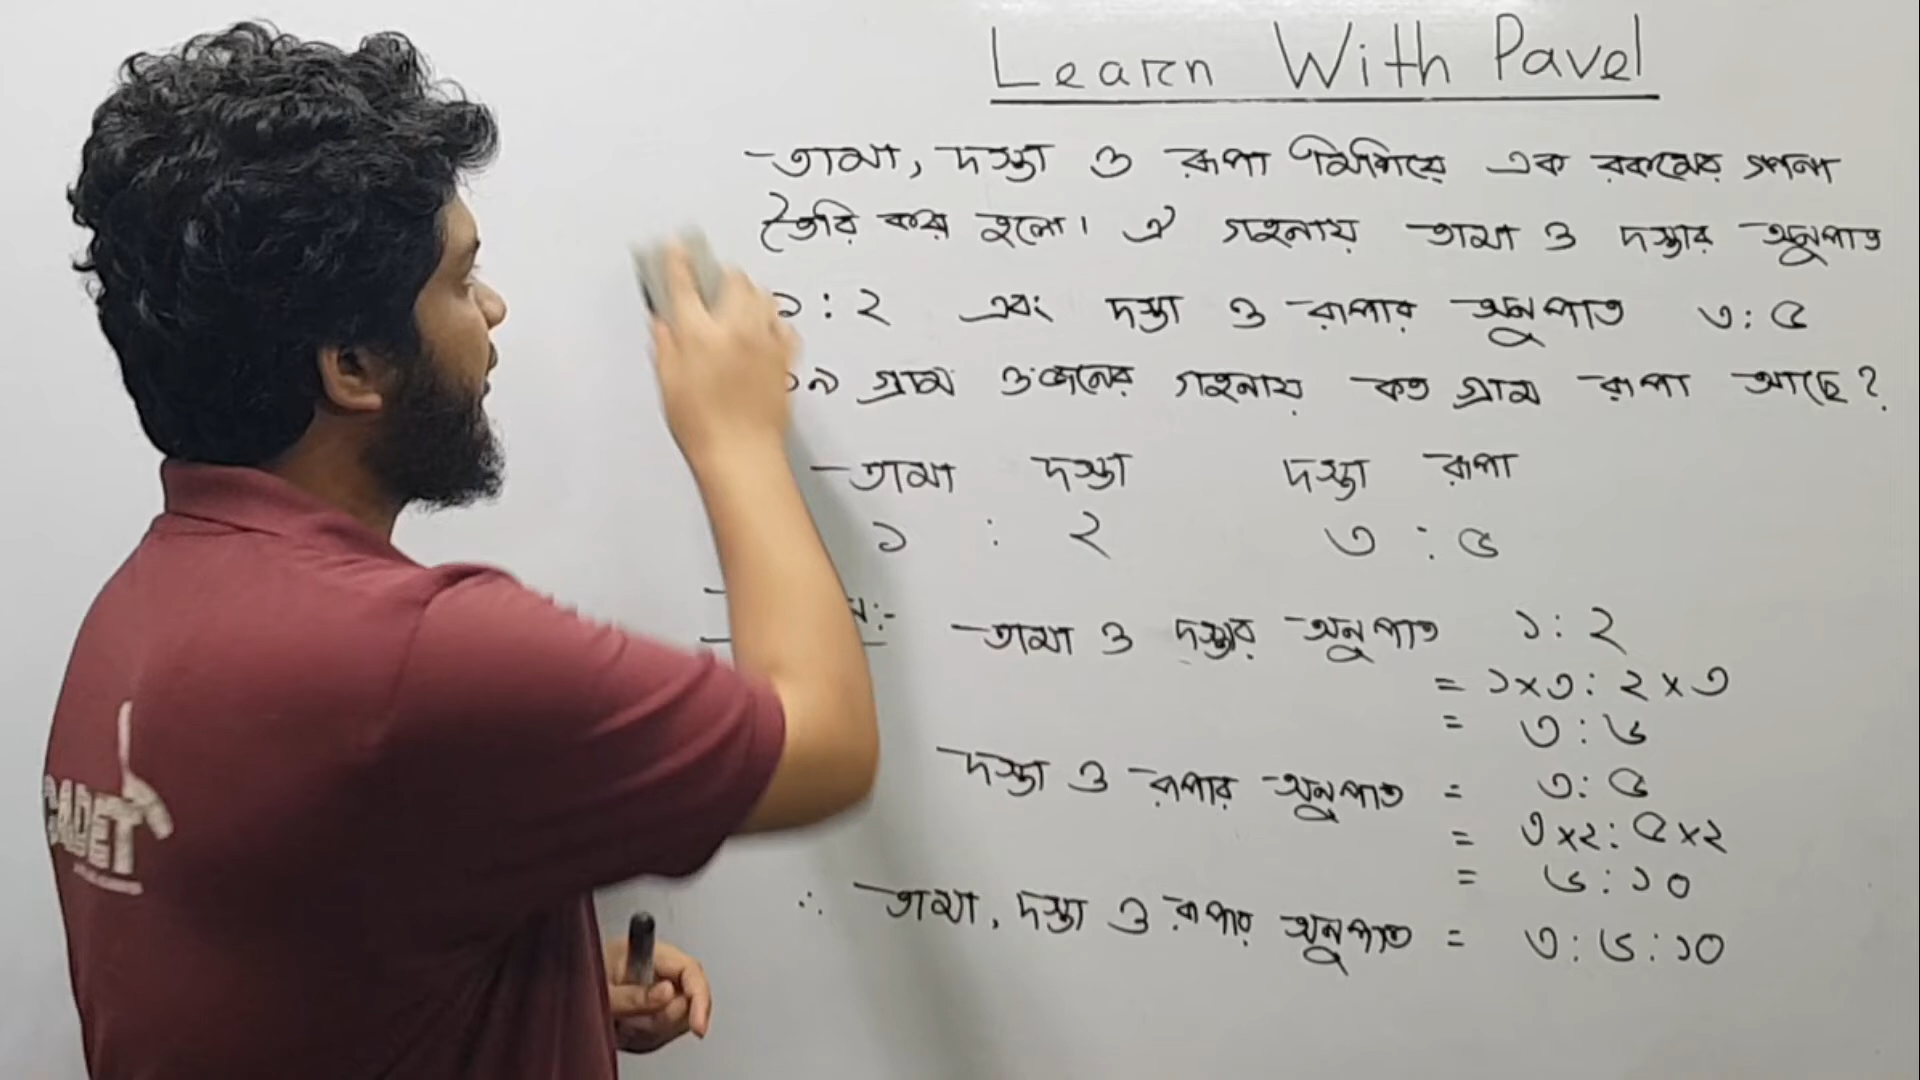 Learn With Pavel
তামা, দস্তা ও রূপা মিশিয়ে এক রকমের গহনা
তৈরি করা হলো। ঐ গহনায় তামা ও দস্তার অনুপাত
১ : ২ এবং দস্তা ও রূপার অনুপাত ৩ : ৫
১৯ গ্রাম ওজনের গহনায় কত গ্রাম রূপা আছে?
তামা দস্তা দস্তা রূপা
১ : ২ ৩ : ৫
তামা ও দস্তার অনুপাত ১ : ২
= ১×৩ : ২×৩
= ৩ : ৬
দস্তা ও রূপার অনুপাত = ৩ : ৫
= ৩×২ : ৫×২
= ৬ : ১০
∴ তামা, দস্তা ও রূপার অনুপাত = ৩ : ৬ : ১০
CADET